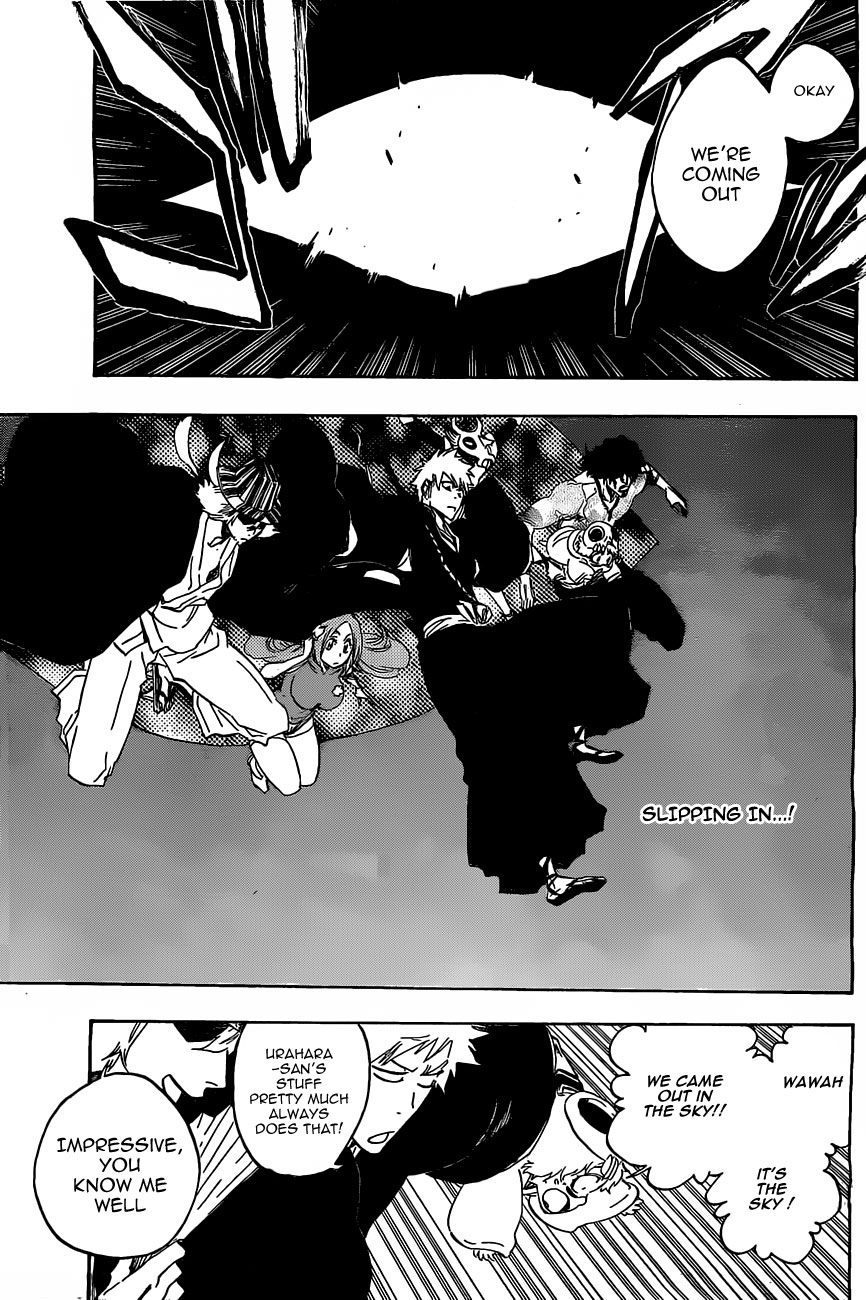 OKAY
WE'RE
COMING
OUT
SLIPPING IN...!
WAWAH
WE CAME
OUT IN
THE SKY!!
IT'S
THE
SKY!
URAHARA
-SAN'S
STUFF
PRETTY MUCH
ALWAYS
DOES THAT!
IMPRESSIVE,
YOU
KNOW ME
WELL